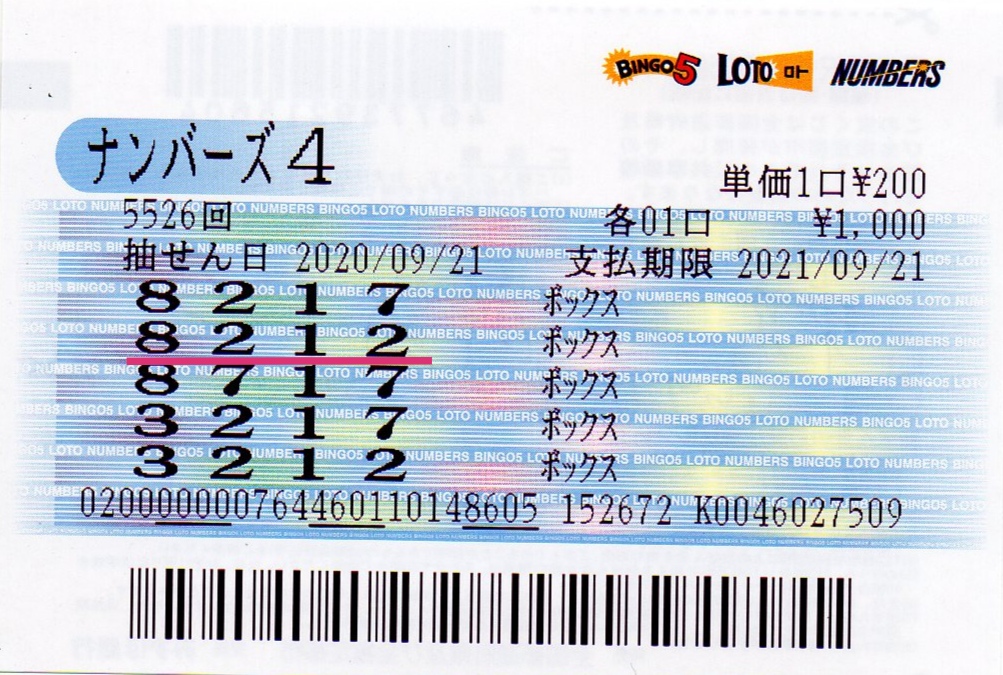 BINGO5 LOTO ロト NUMBERS
ナンバーズ4
単価1口¥200
5526回 各01口 ¥1,000
抽せん日 2020/09/21 支払期限 2021/09/21
8 2 1 7 ボックス
8 2 1 2 ボックス
8 7 1 7 ボックス
3 2 1 7 ボックス
3 2 1 2 ボックス
020000000764460110148605 152672 K0046027509